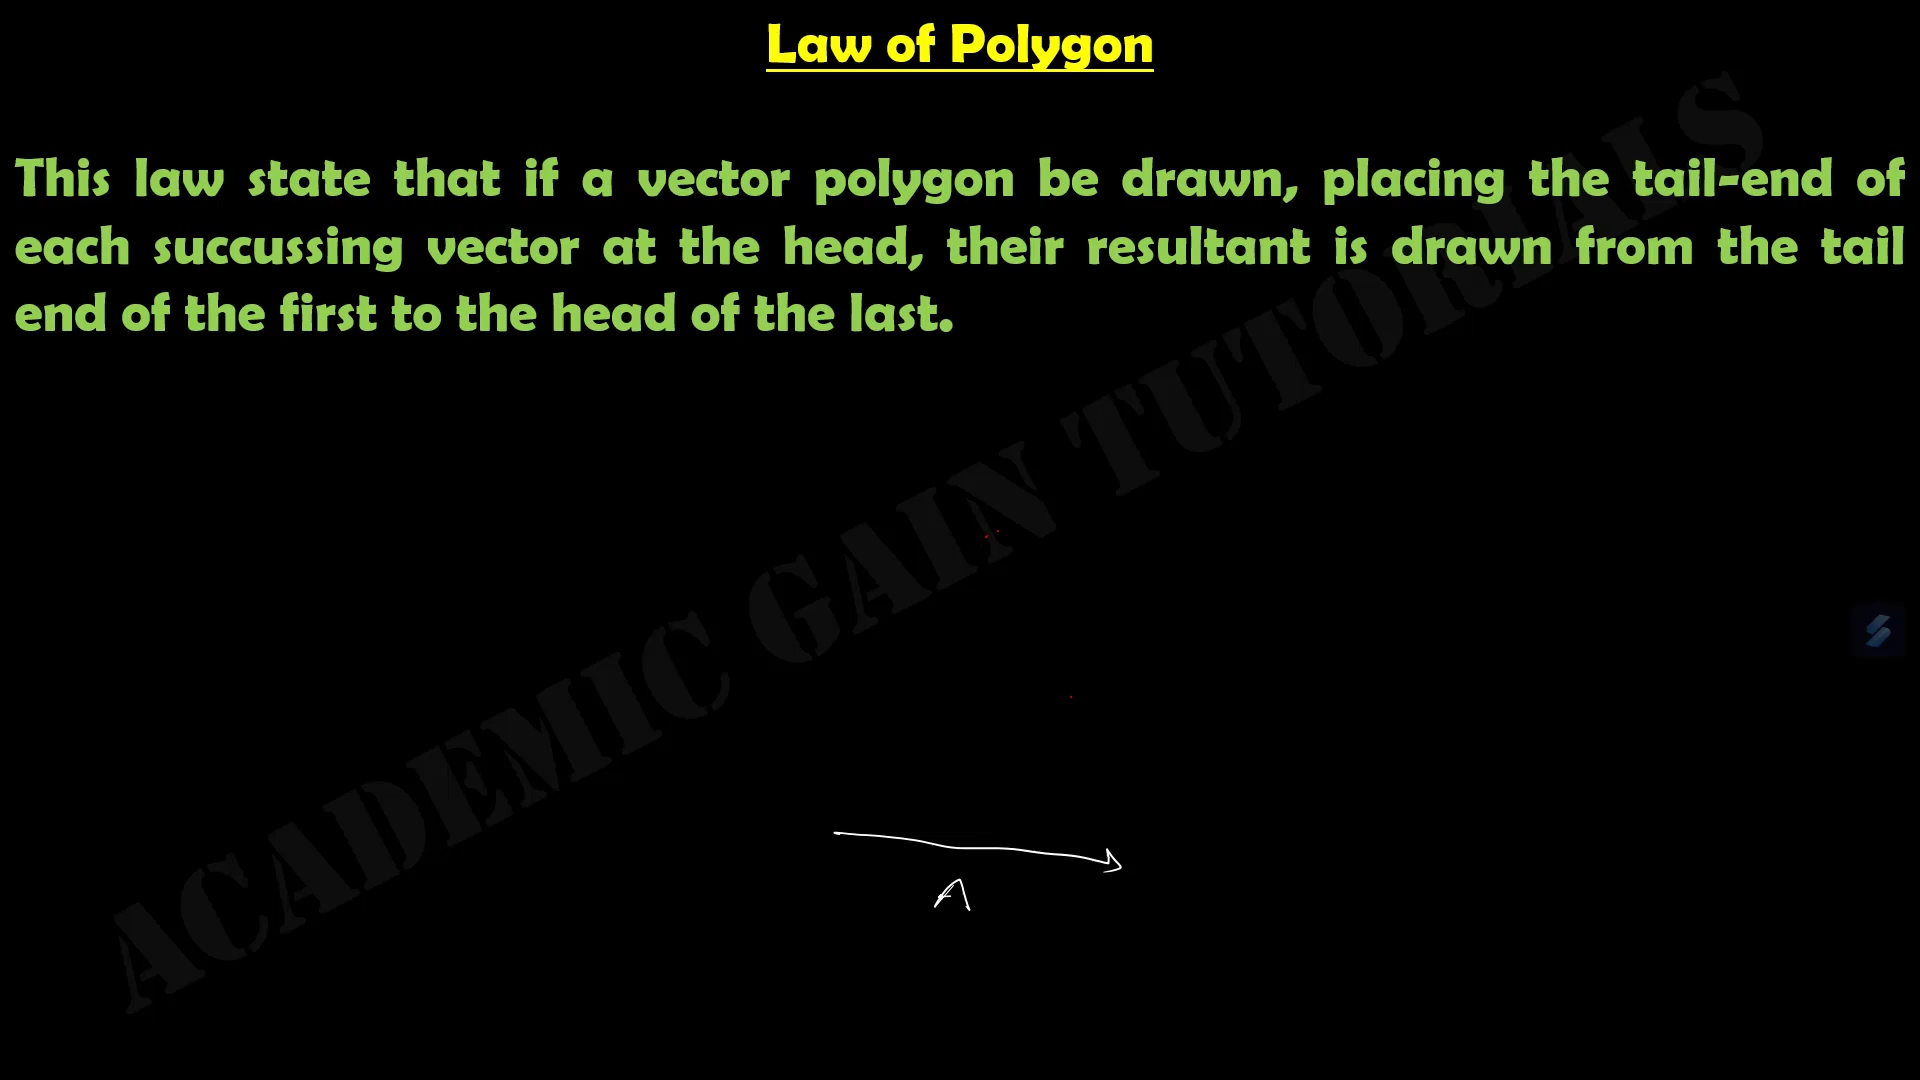 Law of Polygon
This law state that if a vector polygon be drawn, placing the tail-end of
each succussing vector at the head, their resultant is drawn from the tail
end of the first to the head of the last.
ACADEMIC GAIN TUTORIALS
A